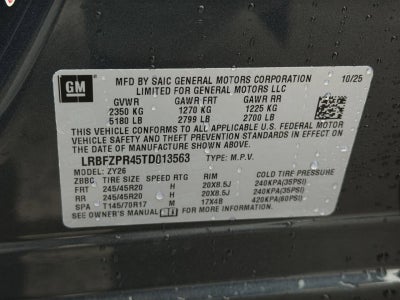 GM
MFD BY SAIC GENERAL MOTORS CORPORATION 10/25
LIMITED FOR GENERAL MOTORS LLC
GVWR GAWR FRT GAWR RR
2350 KG 1270 KG 1225 KG
5180 LB 2799 LB 2700 LB
THIS VEHICLE CONFORMS TO ALL APPLICABLE U.S. FEDERAL MOTOR
VEHICLE SAFETY, BUMPER, AND THEFT PREVENTION STANDARDS IN
EFFECT ON THE DATE OF MANUFACTURE SHOWN ABOVE.
LRBFZPR45TD013563 TYPE: M.P.V.
MODEL: ZY26
ZBBC TIRE SIZE SPEED RTG RIM COLD TIRE PRESSURE
FRT 245/45R20 H 20X8.5J 240KPA(35PSI)
RR 245/45R20 H 20X8.5J 240KPA(35PSI)
SPA T145/70R17 M 17X4B 420KPA(60PSI)
SEE OWNER'S MANUAL FOR ADDITIONAL INFORMATION.